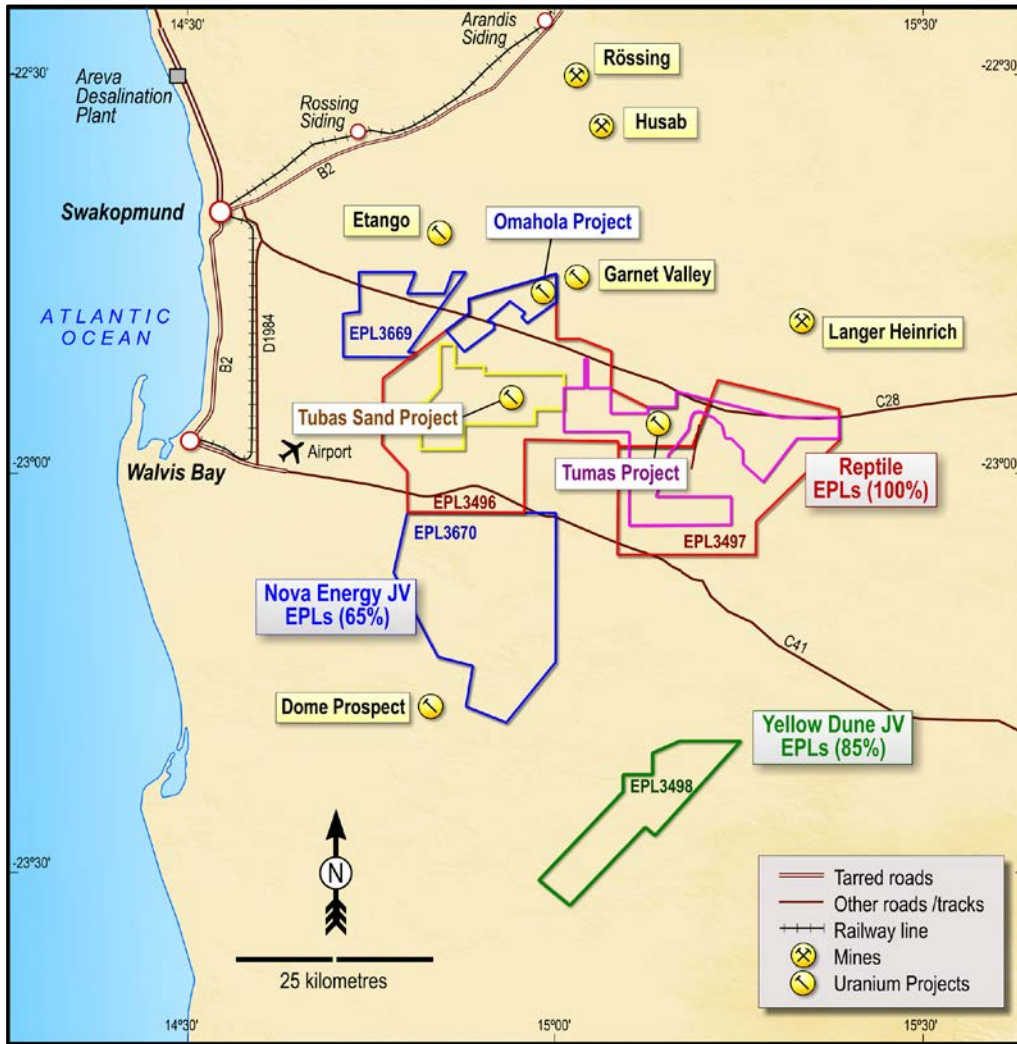 14°30'
15°30'
Arandis
Siding
-22°30'
-22°30'
Areva
Desalination
Plant
Rössing
Rossing
Siding
Husab
B2
Swakopmund
Etango
Omahola Project
Garnet Valley
ATLANTIC
OCEAN
D1984
B2
EPL3669
Langer Heinrich
C28
Tubas Sand Project
Airport
Walvis Bay
Tumas Project
Reptile
EPLs (100%)
-23°00'
-23°00'
EPL3496
EPL3670
EPL3497
Nova Energy JV
EPLs (65%)
C41
Dome Prospect
Yellow Dune JV
EPLs (85%)
EPL3498
N
-23°30'
25 kilometres
Tarred roads
Other roads /tracks
Railway line
Mines
Uranium Projects
14°30'
15°00'
15°30'